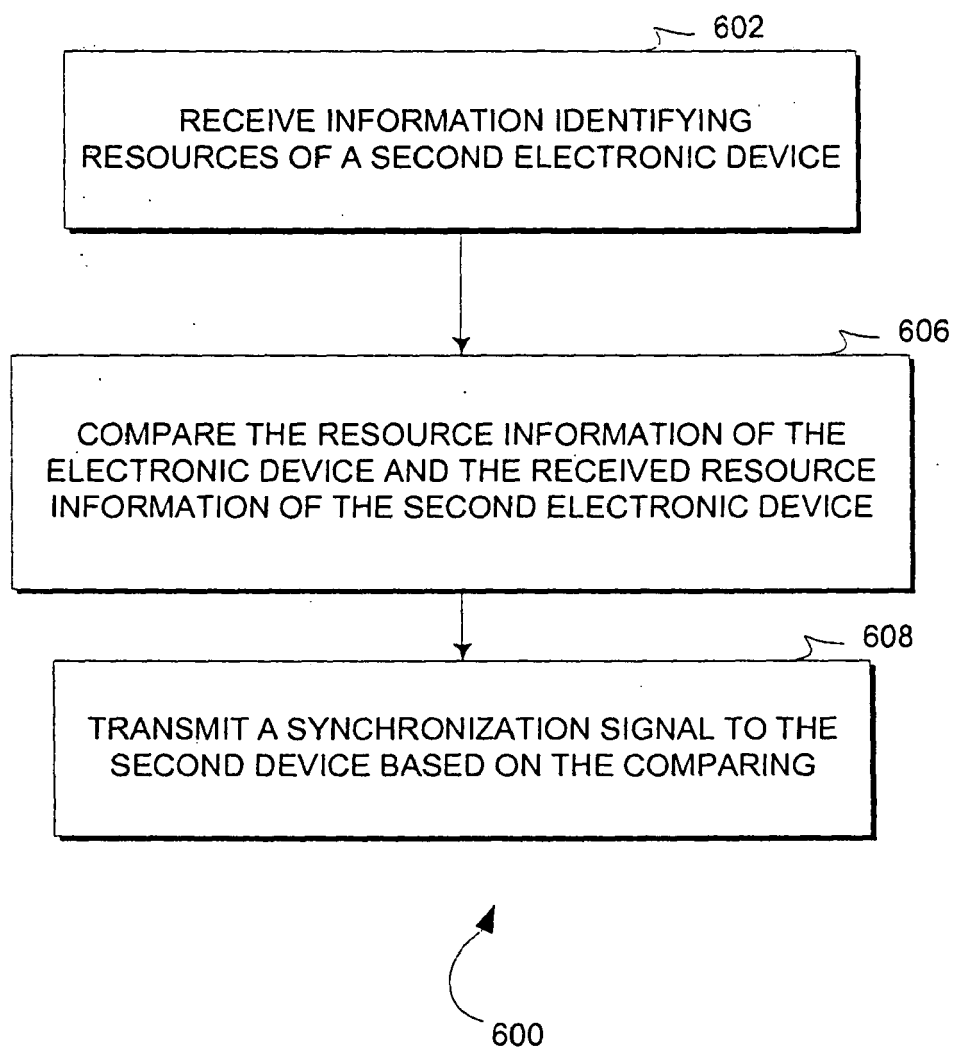 602
RECEIVE INFORMATION IDENTIFYING
RESOURCES OF A SECOND ELECTRONIC DEVICE
606
COMPARE THE RESOURCE INFORMATION OF THE
ELECTRONIC DEVICE AND THE RECEIVED RESOURCE
INFORMATION OF THE SECOND ELECTRONIC DEVICE
608
TRANSMIT A SYNCHRONIZATION SIGNAL TO THE
SECOND DEVICE BASED ON THE COMPARING
600